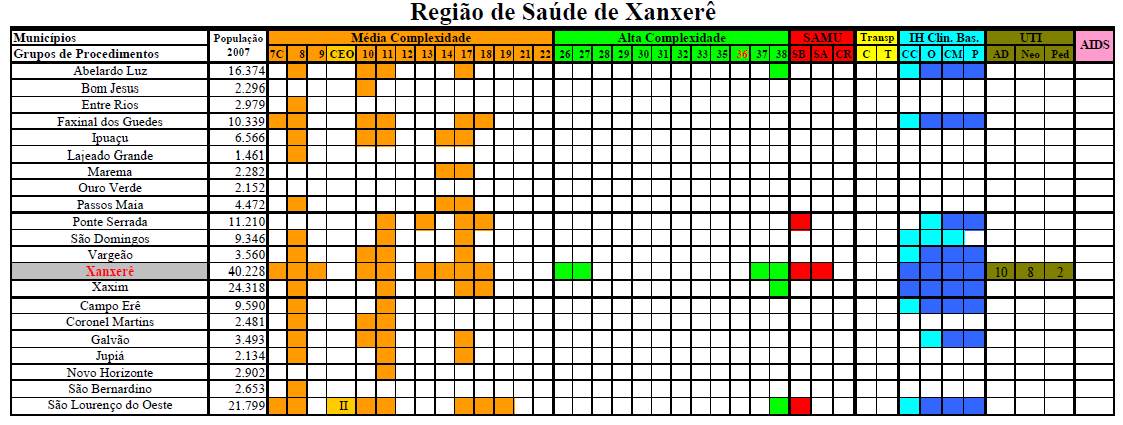 Região de Saúde de Xanxerê
Municípios População Média Complexidade Alta Complexidade SAMU Transp IH Clin. Bas. UTI AIDS
Grupos de Procedimentos 2007 7C 8 9 CEO 10 11 12 13 14 17 18 19 21 22 26 27 28 29 30 31 32 33 35 36 37 38 SB SA CR C T CC O CM P AD Neo Ped
Abelardo Luz 16.374
Bom Jesus 2.296
Entre Rios 2.979
Faxinal dos Guedes 10.339
Ipuaçu 6.566
Lajeado Grande 1.461
Marema 2.282
Ouro Verde 2.152
Passos Maia 4.472
Ponte Serrada 11.210
São Domingos 9.346
Vargeão 3.560
Xanxerê 40.228 10 8 2
Xaxim 24.318
Campo Erê 9.590
Coronel Martins 2.481
Galvão 3.493
Jupiá 2.134
Novo Horizonte 2.902
São Bernardino 2.653
São Lourenço do Oeste 21.799 II